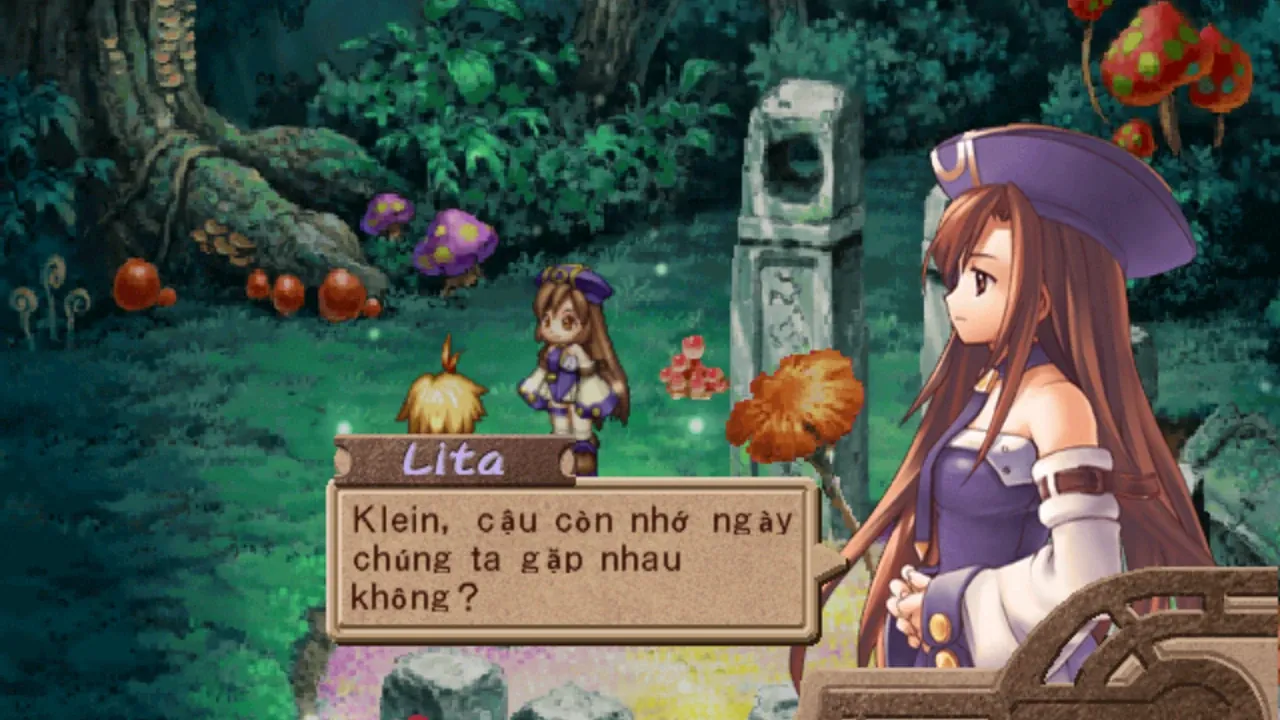 Lita
Klein, cậu còn nhớ ngày
chúng ta gặp nhau
không?